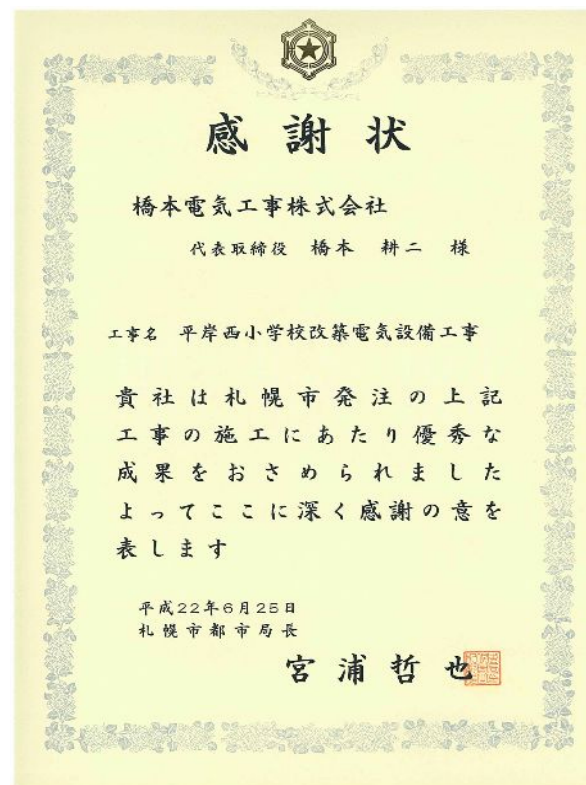 感謝状
橋本電気工事株式会社
代表取締役 橋本 耕二 様
工事名 平岸西小学校改築電気設備工事
貴社は札幌市発注の上記
工事の施工にあたり優秀な
成果をおさめられました
よってここに深く感謝の意を
表します
平成22年6月25日
札幌市都市局長
宮浦哲也